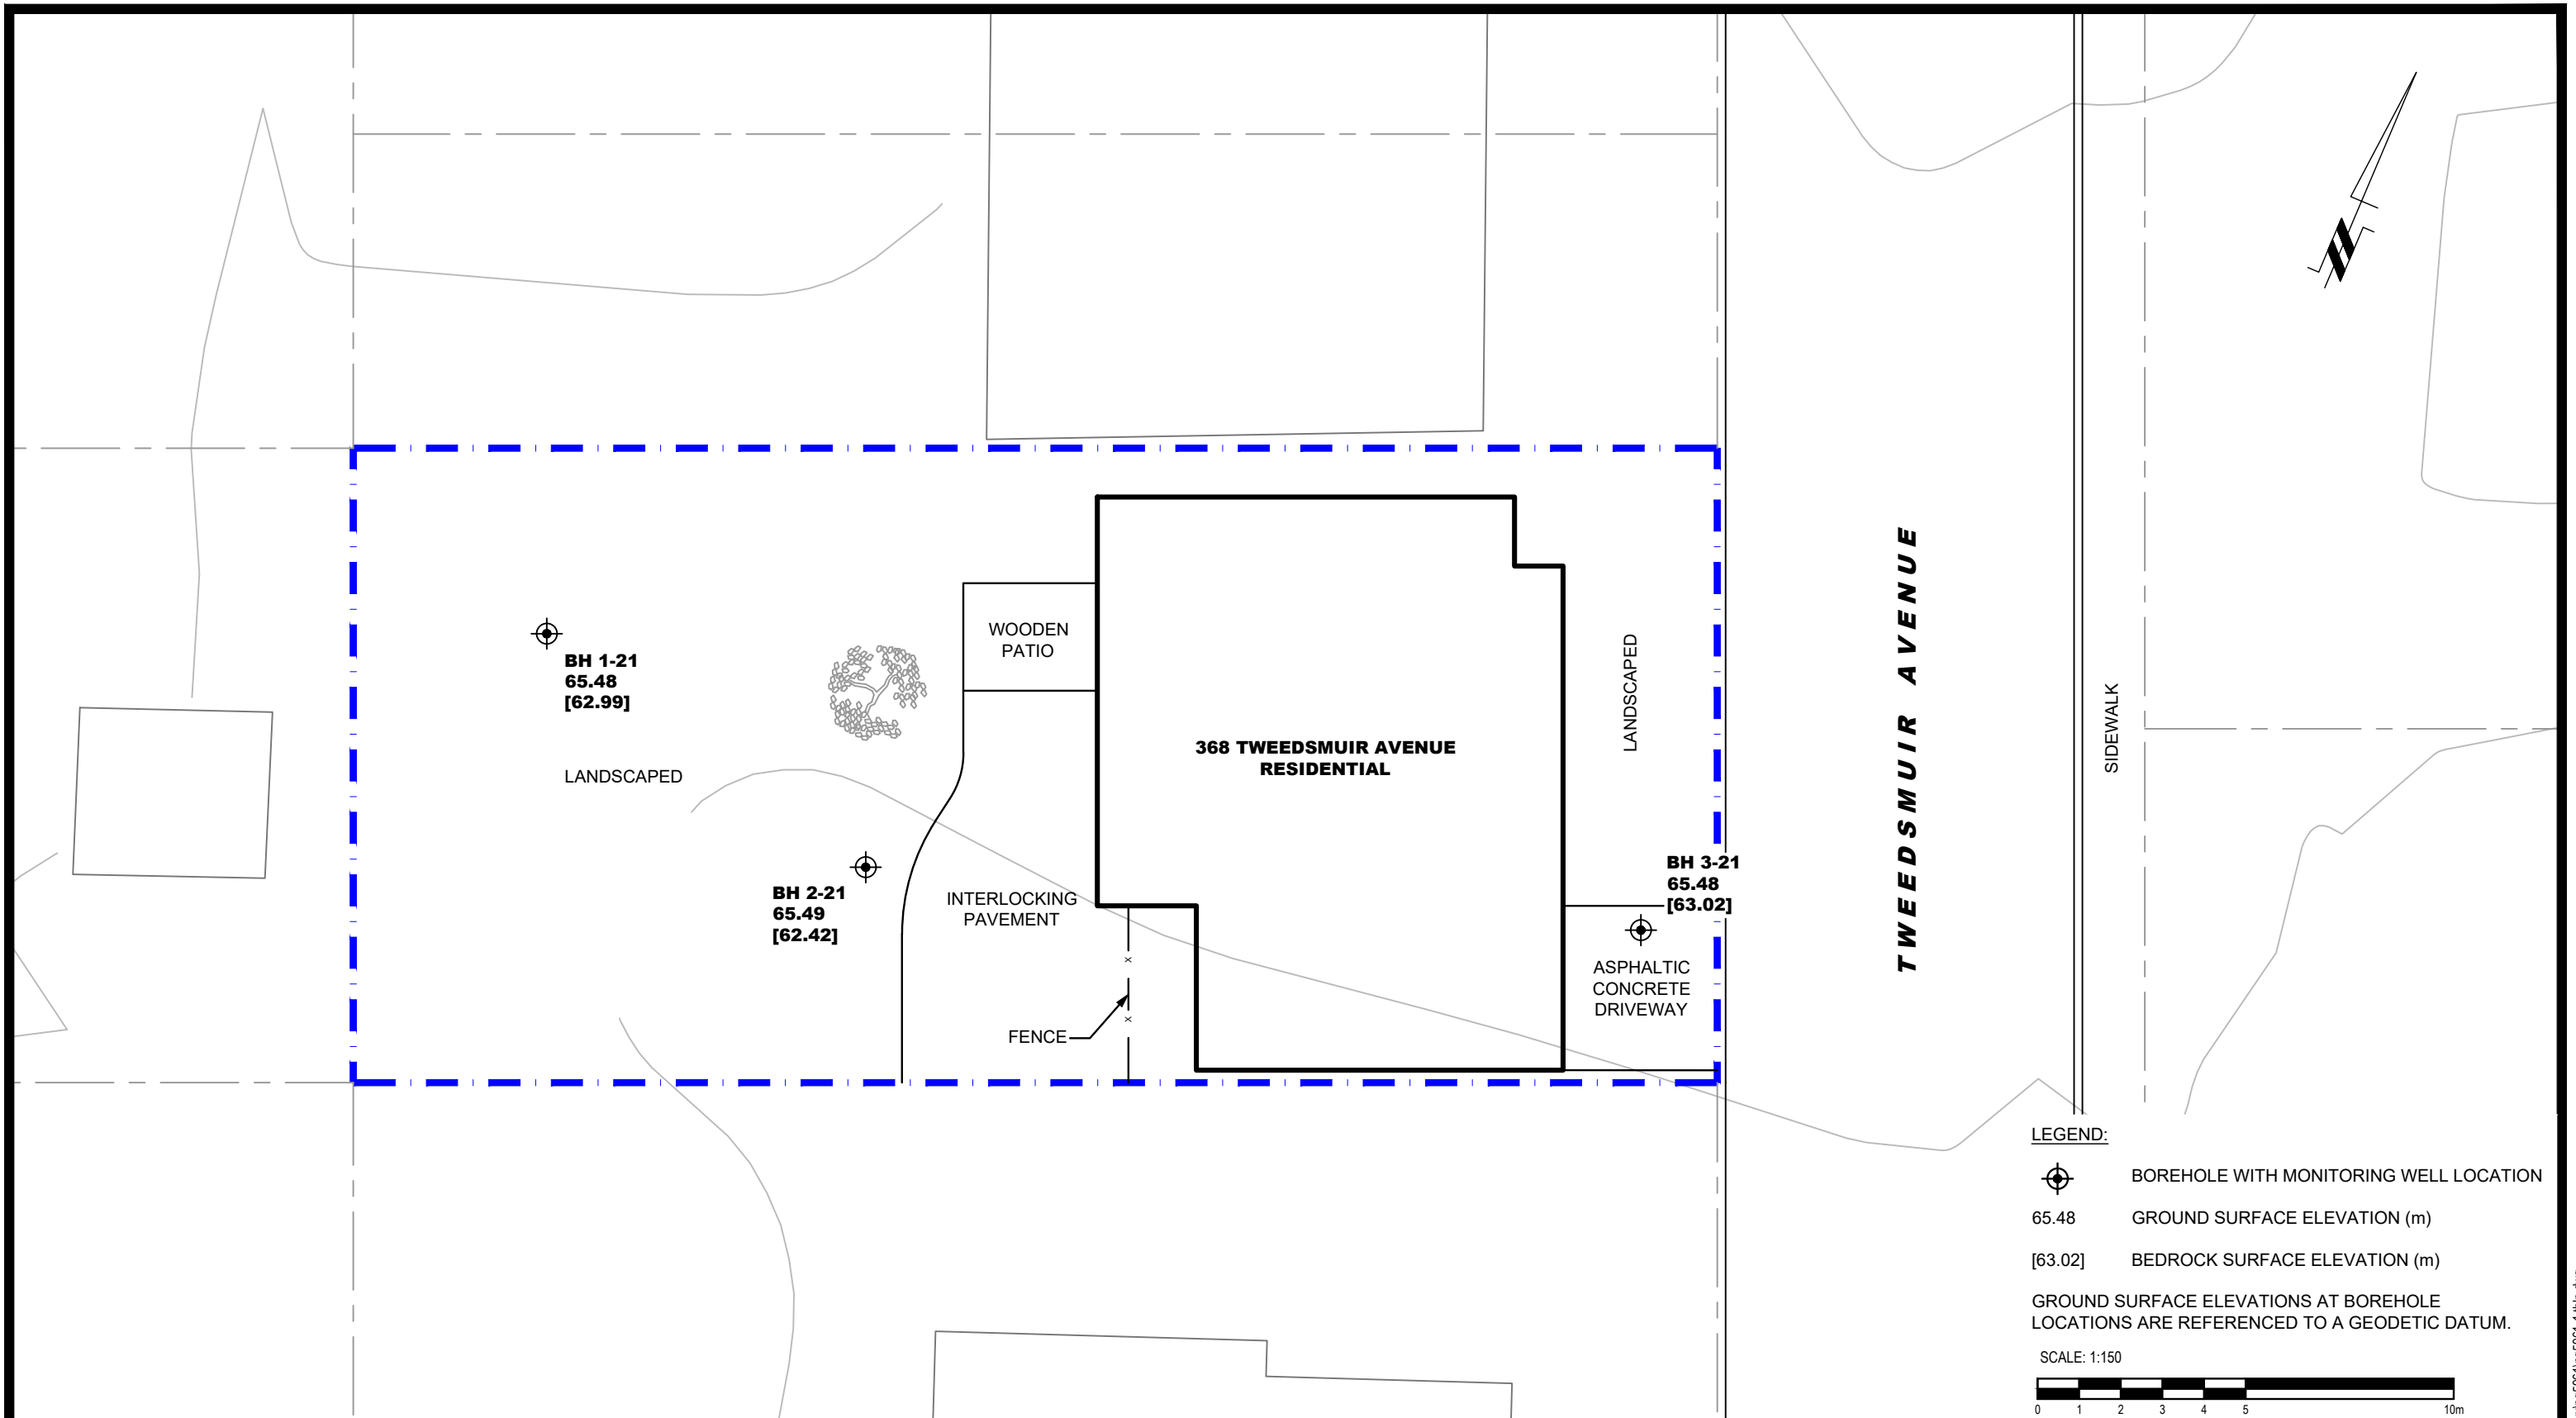 WOODEN
PATIO
BH 1-21
65.48
[62.99]
LANDSCAPED
LANDSCAPED
368 TWEEDSMUIR AVENUE
RESIDENTIAL
TWEEDSMUIR AVENUE
SIDEWALK
BH 2-21
65.49
[62.42]
INTERLOCKING
PAVEMENT
BH 3-21
65.48
[63.02]
ASPHALTIC
CONCRETE
DRIVEWAY
x
x
FENCE
N
LEGEND:
BOREHOLE WITH MONITORING WELL LOCATION
65.48 GROUND SURFACE ELEVATION (m)
[63.02] BEDROCK SURFACE ELEVATION (m)
GROUND SURFACE ELEVATIONS AT BOREHOLE
LOCATIONS ARE REFERENCED TO A GEODETIC DATUM.
SCALE: 1:150
0 1 2 3 4 5 10m